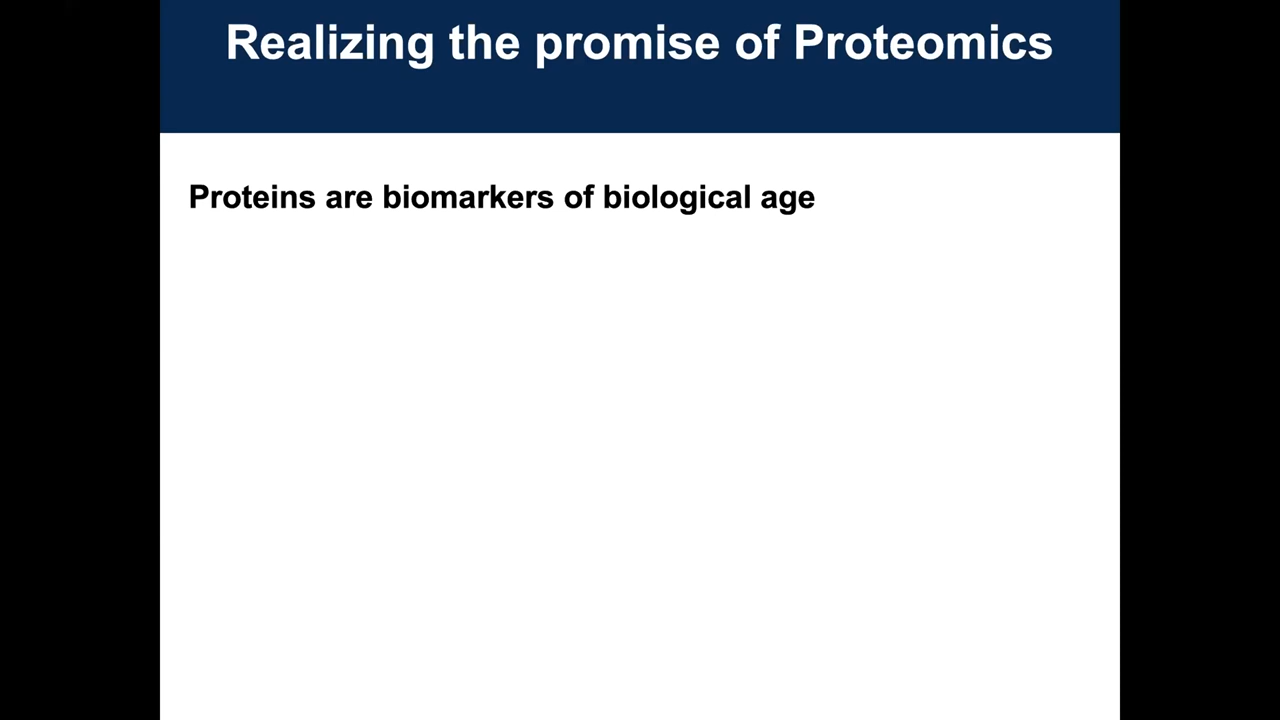 Realizing the promise of Proteomics
Proteins are biomarkers of biological age